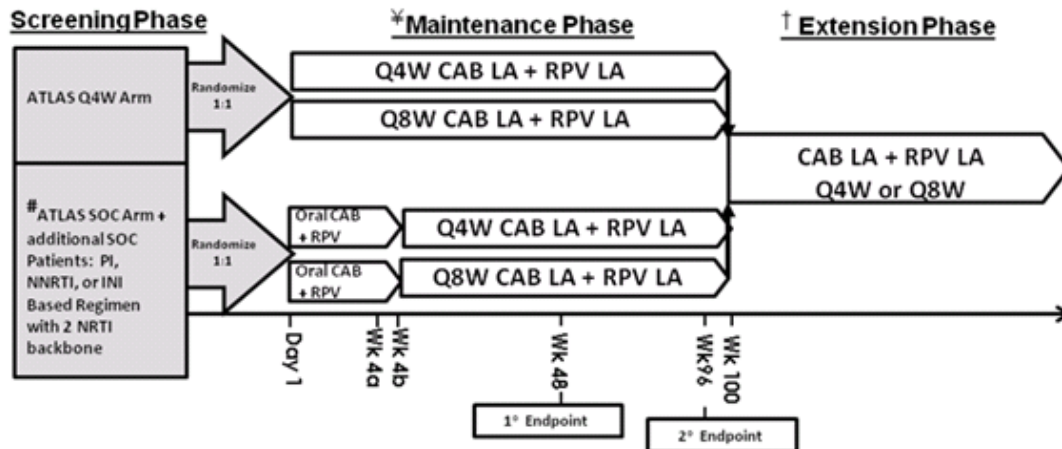 Screening Phase
¥Maintenance Phase
† Extension Phase
ATLAS Q4W Arm
Randomize
1:1
Q4W CAB LA + RPV LA
Q8W CAB LA + RPV LA
CAB LA + RPV LA
Q4W or Q8W
#ATLAS SOC Arm +
additional SOC
Patients: PI,
NNRTI, or INI
Based Regimen
with 2 NRTI
backbone
Randomize
1:1
Oral CAB
+ RPV
Q4W CAB LA + RPV LA
Oral CAB
+ RPV
Q8W CAB LA + RPV LA
Day 1
Wk 4a
Wk 4b
Wk 48
Wk96
Wk 100
1° Endpoint
2° Endpoint